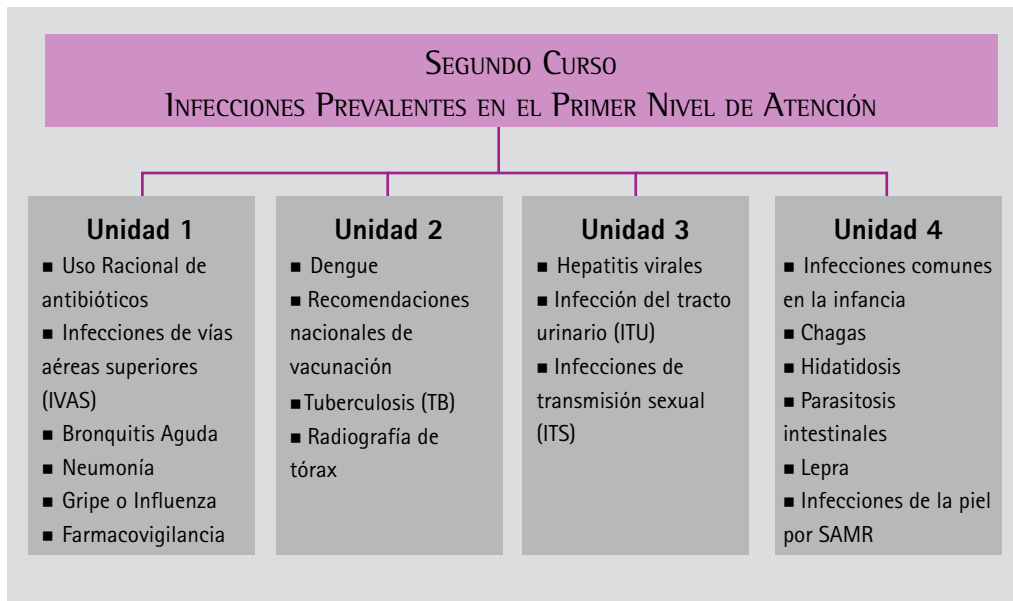 Segundo Curso
Infecciones Prevalentes en el Primer Nivel de Atención
Unidad 1
■ Uso Racional de
antibióticos
■ Infecciones de vías
aéreas superiores
(IVAS)
■ Bronquitis Aguda
■ Neumonía
■ Gripe o Influenza
■ Farmacovigilancia
Unidad 2
■ Dengue
■ Recomendaciones
nacionales de
vacunación
■Tuberculosis (TB)
■ Radiografía de
tórax
Unidad 3
■ Hepatitis virales
■ Infección del tracto
urinario (ITU)
■ Infecciones de
transmisión sexual
(ITS)
Unidad 4
■ Infecciones comunes
en la infancia
■ Chagas
■ Hidatidosis
■ Parasitosis
intestinales
■ Lepra
■ Infecciones de la piel
por SAMR